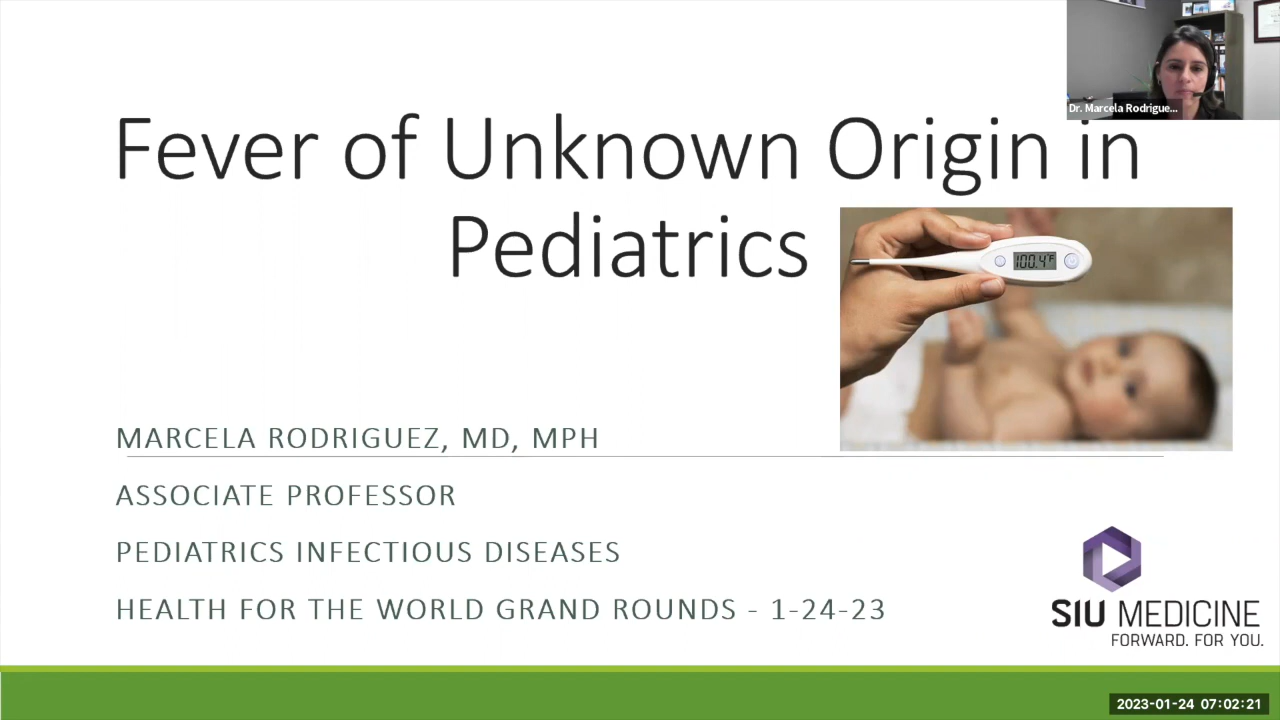 Dr. Marcela Rodrigue...
Fever of Unknown Origin in
Pediatrics
100.4°F
MARCELA RODRIGUEZ, MD, MPH
ASSOCIATE PROFESSOR
PEDIATRICS INFECTIOUS DISEASES
HEALTH FOR THE WORLD GRAND ROUNDS - 1-24-23
SIU MEDICINE
FORWARD. FOR YOU.
2023-01-24 07:02:21